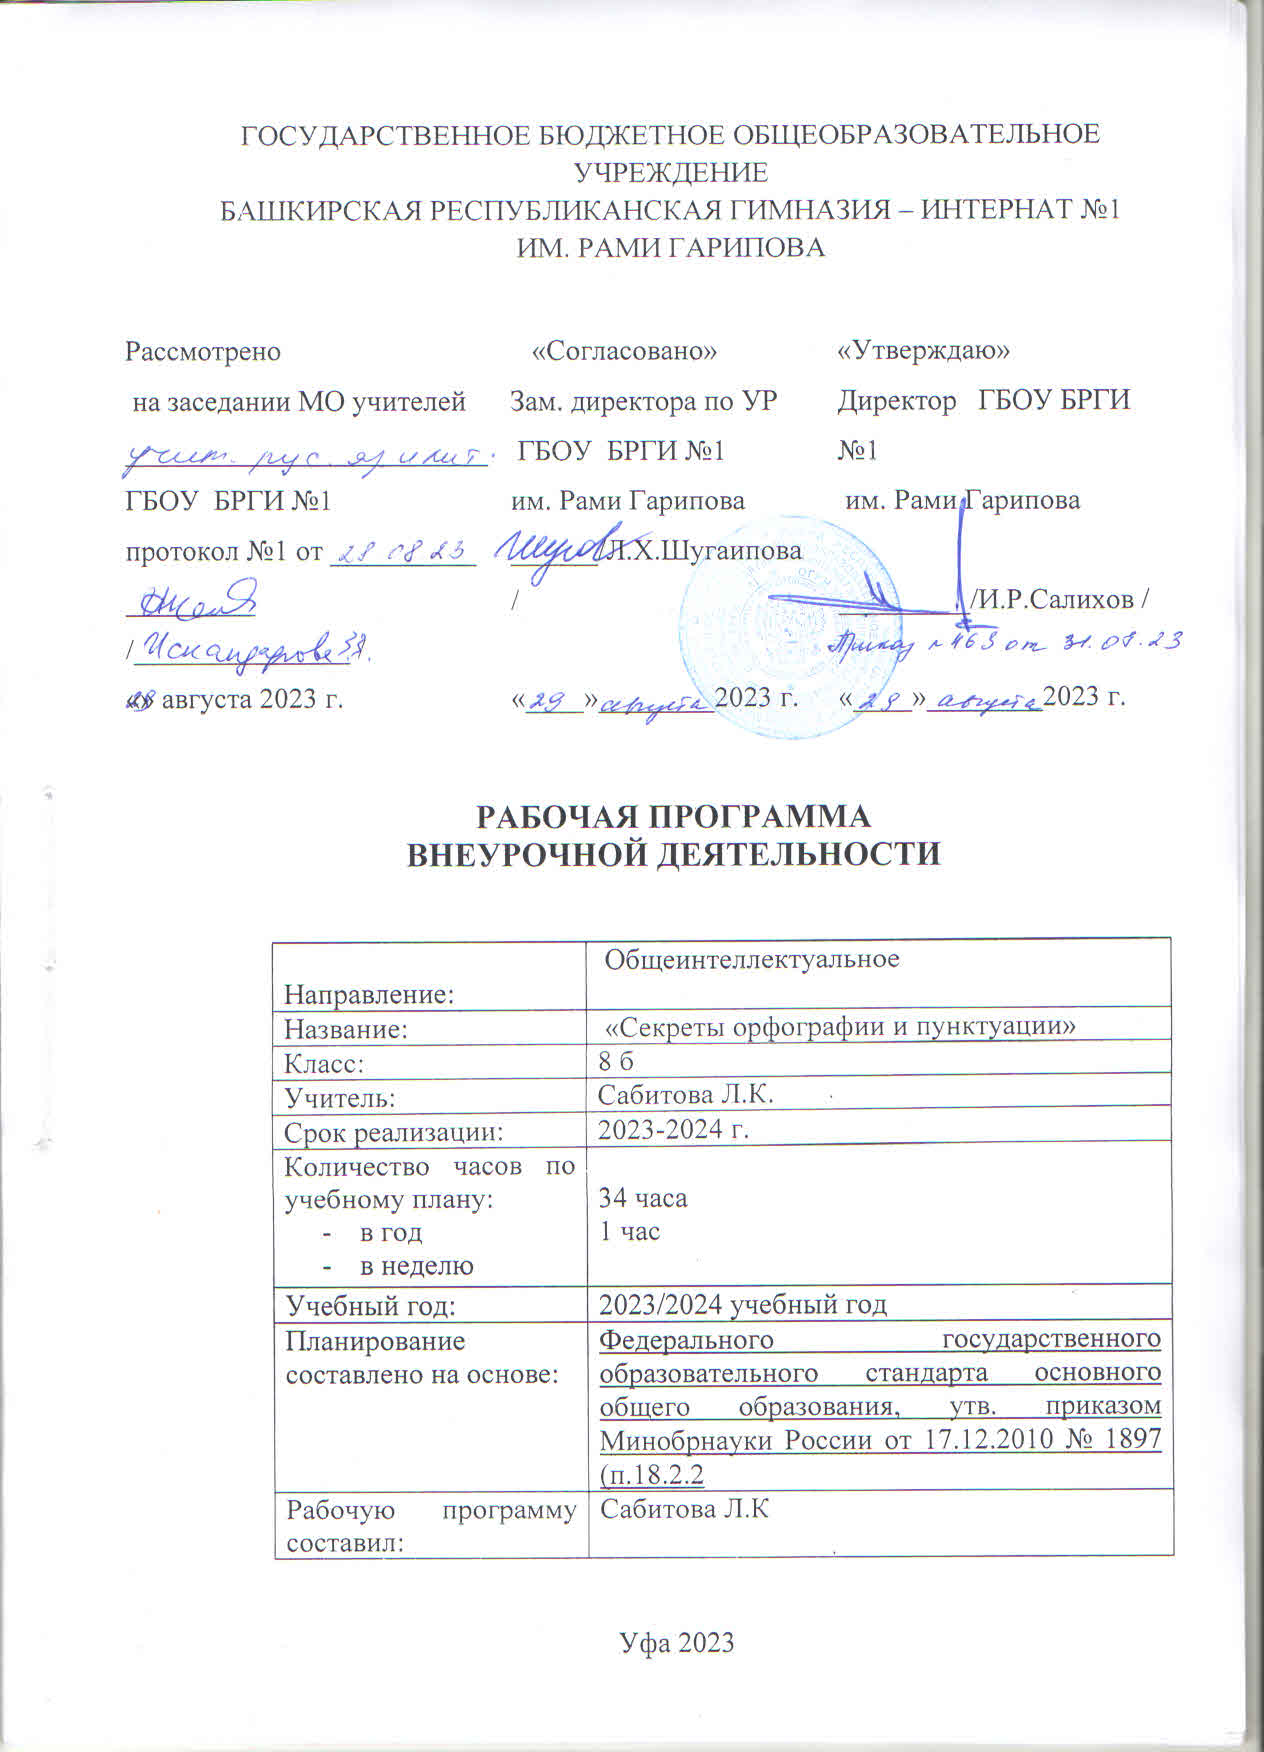 ГОСУДАРСТВЕННОЕ БЮДЖЕТНОЕ ОБЩЕОБРАЗОВАТЕЛЬНОЕ
УЧРЕЖДЕНИЕ
БАШКИРСКАЯ РЕСПУБЛИКАНСКАЯ ГИМНАЗИЯ – ИНТЕРНАТ №1
ИМ. РАМИ ГАРИПОВА
Рассмотрено
на заседании МО учителей
учит. рус. яз и лит.
ГБОУ БРГИ №1
протокол №1 от 28 08 23
/Искандарова
«28» августа 2023 г.
«Согласовано»
Зам. директора по УР
ГБОУ БРГИ №1
им. Рами Гарипова
/Л.Х.Шугаипова
/
«29» августа 2023 г.
«Утверждаю»
Директор ГБОУ БРГИ
№1
им. Рами Гарипова
/И.Р.Салихов /
Приказ № 463 от 31.08.23
«29» августа 2023 г.
РАБОЧАЯ ПРОГРАММА
ВНЕУРОЧНОЙ ДЕЯТЕЛЬНОСТИ
Направление: Общеинтеллектуальное
Название: «Секреты орфографии и пунктуации»
Класс: 8 б
Учитель: Сабитова Л.К.
Срок реализации: 2023-2024 г.
Количество часов по
учебному плану: 34 часа
- в год 1 час
- в неделю
Учебный год: 2023/2024 учебный год
Планирование
составлено на основе:
Федерального государственного
образовательного стандарта основного
общего образования, утв. приказом
Минобрнауки России от 17.12.2010 № 1897
(п.18.2.2
Рабочую программу
составил:
Сабитова Л.К
Уфа 2023